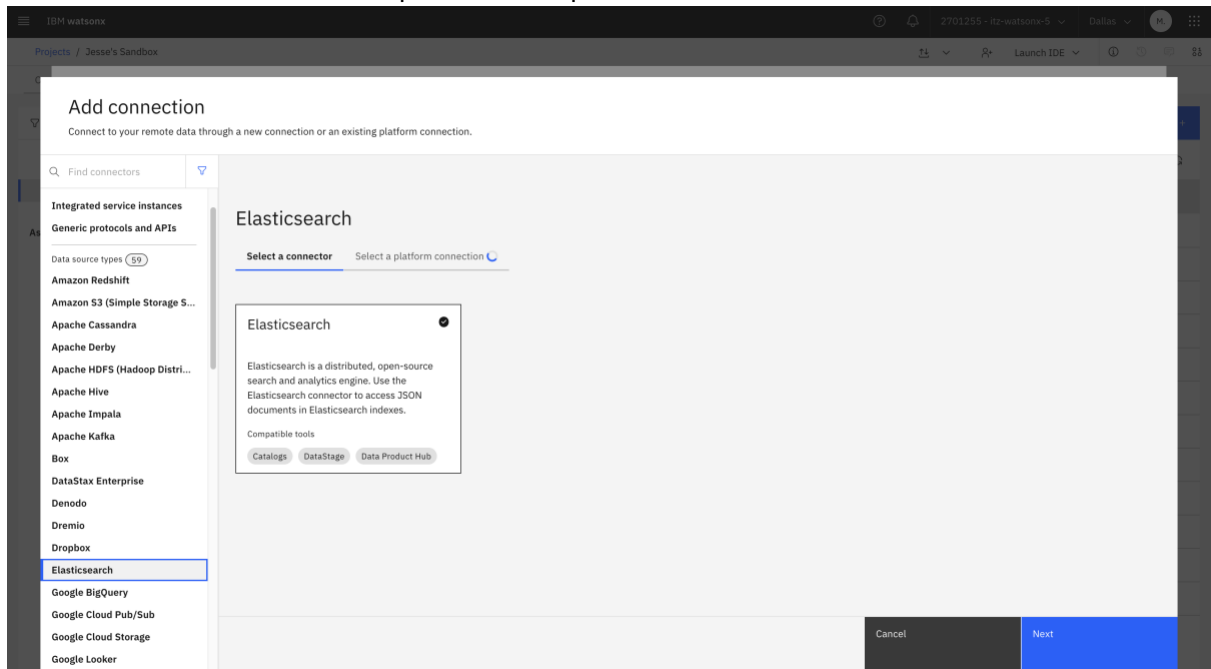 IBM watsonx
2701255 - itz-watsonx-5
Dallas
M.
Projects / Jesse's Sandbox
Launch IDE
Add connection
Connect to your remote data through a new connection or an existing platform connection.
Find connectors
Integrated service instances
Generic protocols and APIs
Data source types 59
Amazon Redshift
Amazon S3 (Simple Storage S...
Apache Cassandra
Apache Derby
Apache HDFS (Hadoop Distri...
Apache Hive
Apache Impala
Apache Kafka
Box
DataStax Enterprise
Denodo
Dremio
Dropbox
Elasticsearch
Google BigQuery
Google Cloud Pub/Sub
Google Cloud Storage
Google Looker
Elasticsearch
Select a connector
Select a platform connection
Elasticsearch
Elasticsearch is a distributed, open-source
search and analytics engine. Use the
Elasticsearch connector to access JSON
documents in Elasticsearch indexes.
Compatible tools
Catalogs DataStage Data Product Hub
Cancel
Next